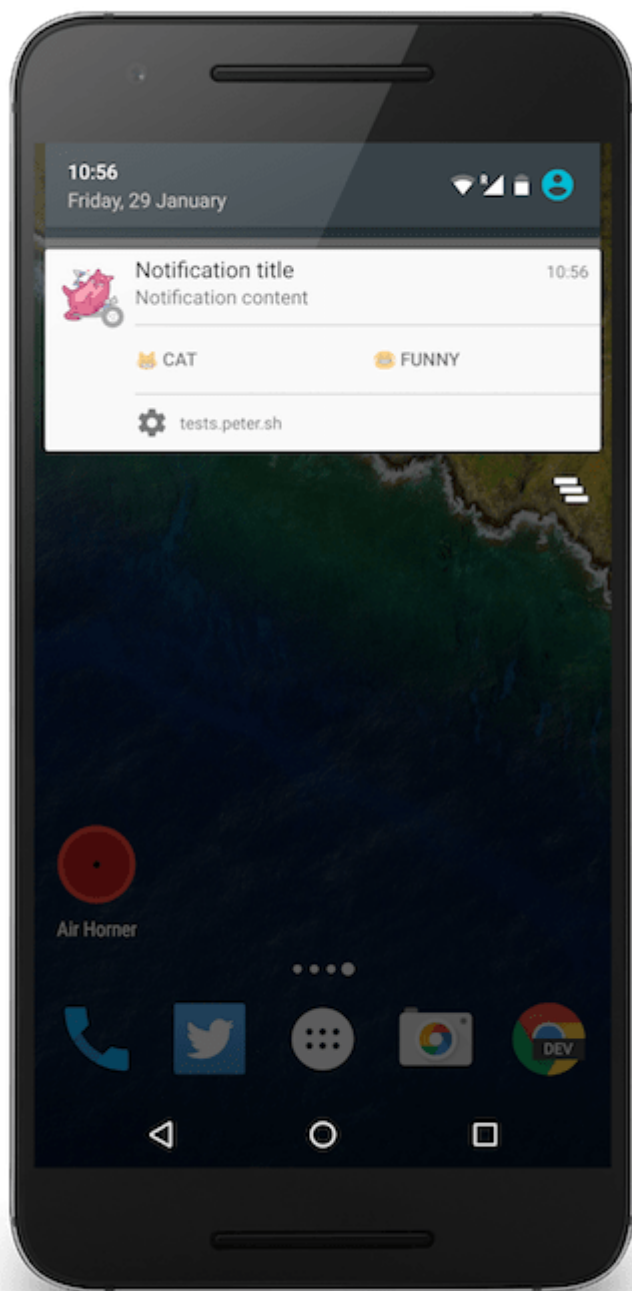 10:56
Friday, 29 January
R
Notification title
10:56
Notification content
CAT
FUNNY
tests.peter.sh
Air Horner
DEV